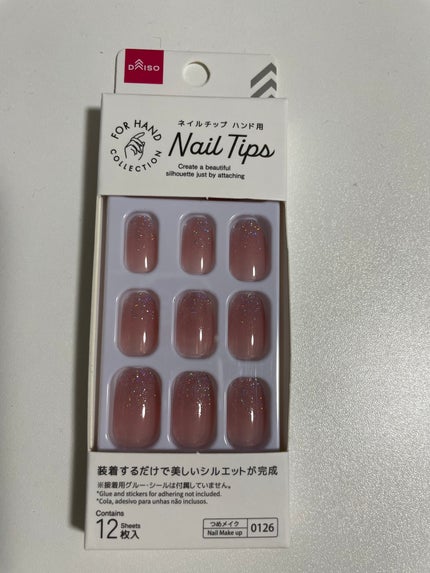 DAISO
ネイルチップ ハンド用
FOR HAND
COLLECTION
Nail Tips
Create a beautiful
silhouette just by attaching
装着するだけで美しいシルエットが完成
※接着用グルー・シールは付属していません。
*Glue and stickers for adhering not included.
*Cola, adesivo para unhas não inclusos.
Contains
12 Sheets
枚入
つめメイク
Nail Make up
0126